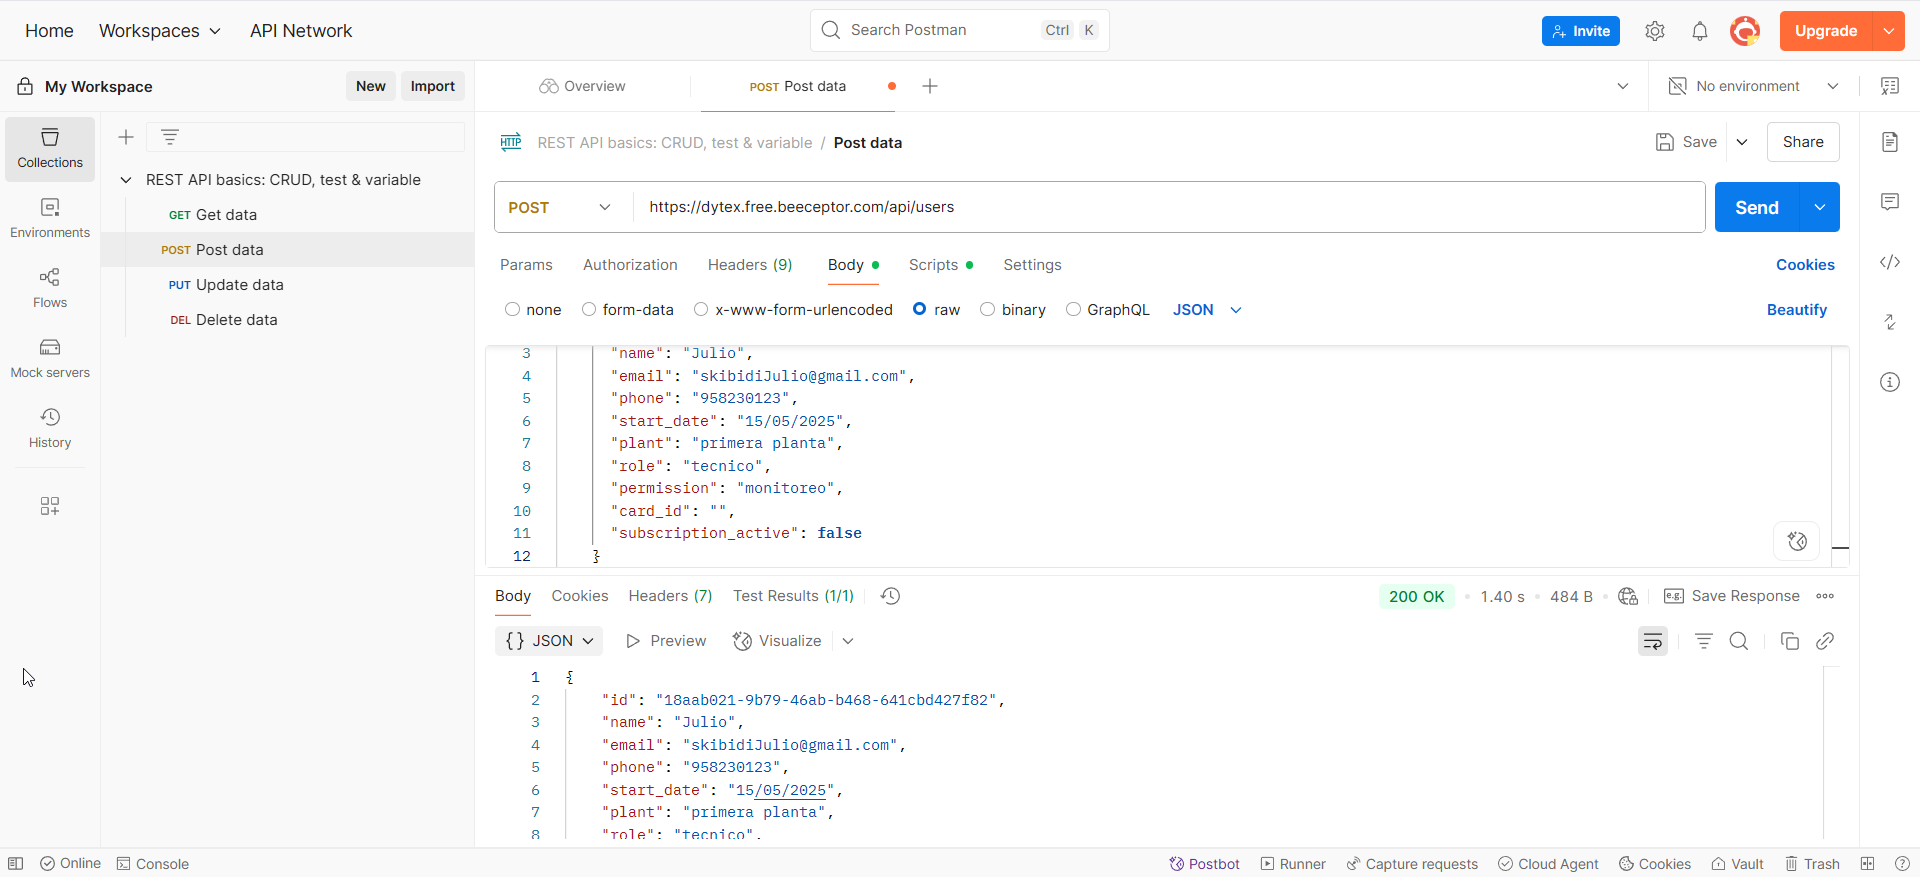 Home Workspaces API Network Search Postman Ctrl K Invite Upgrade
My Workspace New Import Overview POST Post data No environment
Collections
Environments
Flows
Mock servers
History
REST API basics: CRUD, test & variable
GET Get data
POST Post data
PUT Update data
DEL Delete data
HTTP REST API basics: CRUD, test & variable / Post data Save Share
POST https://dytex.free.beeceptor.com/api/users Send
Params Authorization Headers (9) Body Scripts Settings Cookies
none form-data x-www-form-urlencoded raw binary GraphQL JSON Beautify
3 "name": "Julio",
4 "email": "skibidiJulio@gmail.com",
5 "phone": "958230123",
6 "start_date": "15/05/2025",
7 "plant": "primera planta",
8 "role": "tecnico",
9 "permission": "monitoreo",
10 "card_id": "",
11 "subscription_active": false
12 }
Body Cookies Headers (7) Test Results (1/1) 200 OK 1.40 s 484 B e.g. Save Response
{} JSON Preview Visualize
1 {
2 "id": "18aab021-9b79-46ab-b468-641cbd427f82",
3 "name": "Julio",
4 "email": "skibidiJulio@gmail.com",
5 "phone": "958230123",
6 "start_date": "15/05/2025",
7 "plant": "primera planta",
8 "role": "tecnico",
Online Console Postbot Runner Capture requests Cloud Agent Cookies Vault Trash